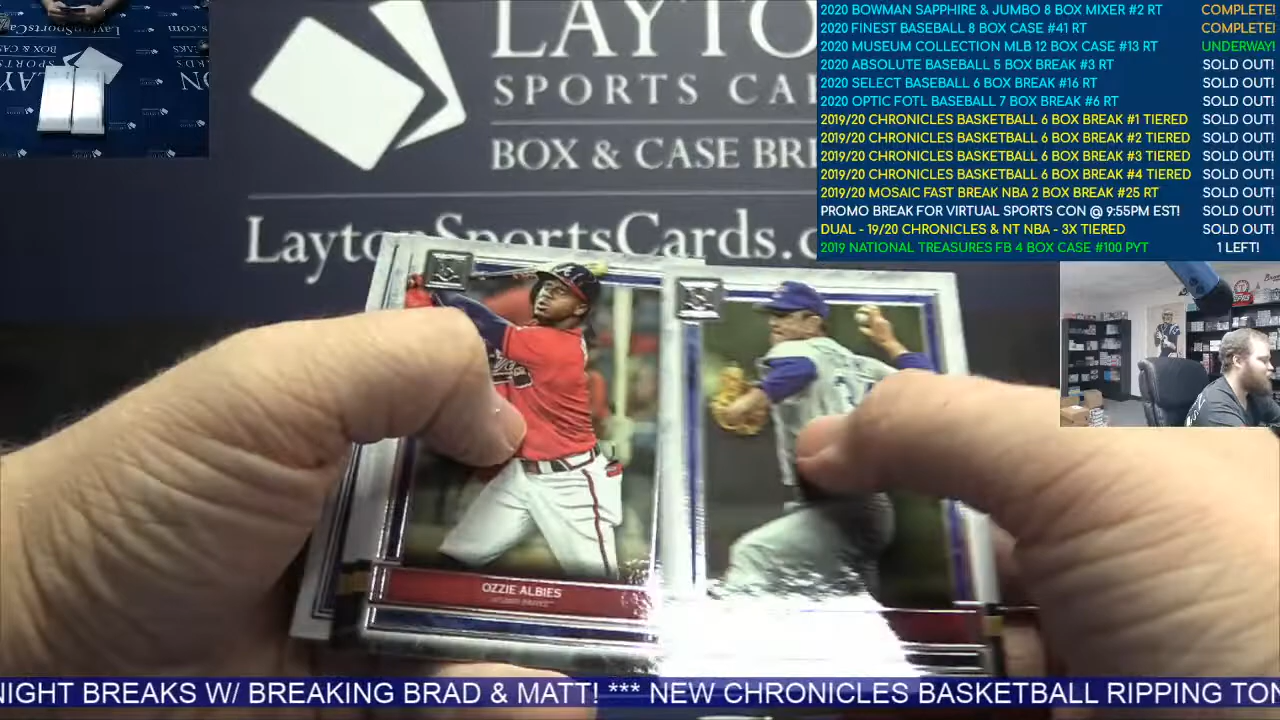 LAYTO
SPORTS CAR
BOX & CASE BRE
LaytonSportsCards.com
2020 BOWMAN SAPPHIRE & JUMBO 8 BOX MIXER #2 RT COMPLETE!
2020 FINEST BASEBALL 8 BOX CASE #41 RT COMPLETE!
2020 MUSEUM COLLECTION MLB 12 BOX CASE #13 RT UNDERWAY!
2020 ABSOLUTE BASEBALL 5 BOX BREAK #3 RT SOLD OUT!
2020 SELECT BASEBALL 6 BOX BREAK #16 RT SOLD OUT!
2020 OPTIC FOTL BASEBALL 7 BOX BREAK #6 RT SOLD OUT!
2019/20 CHRONICLES BASKETBALL 6 BOX BREAK #1 TIERED SOLD OUT!
2019/20 CHRONICLES BASKETBALL 6 BOX BREAK #2 TIERED SOLD OUT!
2019/20 CHRONICLES BASKETBALL 6 BOX BREAK #3 TIERED SOLD OUT!
2019/20 CHRONICLES BASKETBALL 6 BOX BREAK #4 TIERED SOLD OUT!
2019/20 MOSAIC FAST BREAK NBA 2 BOX BREAK #25 RT SOLD OUT!
PROMO BREAK FOR VIRTUAL SPORTS CON @ 9:55PM EST! SOLD OUT!
DUAL - 19/20 CHRONICLES & NT NBA - 3X TIERED SOLD OUT!
2019 NATIONAL TREASURES FB 4 BOX CASE #100 PYT 1 LEFT!
OZZIE ALBIES
NIGHT BREAKS W/ BREAKING BRAD & MATT! *** NEW CHRONICLES BASKETBALL RIPPING TON